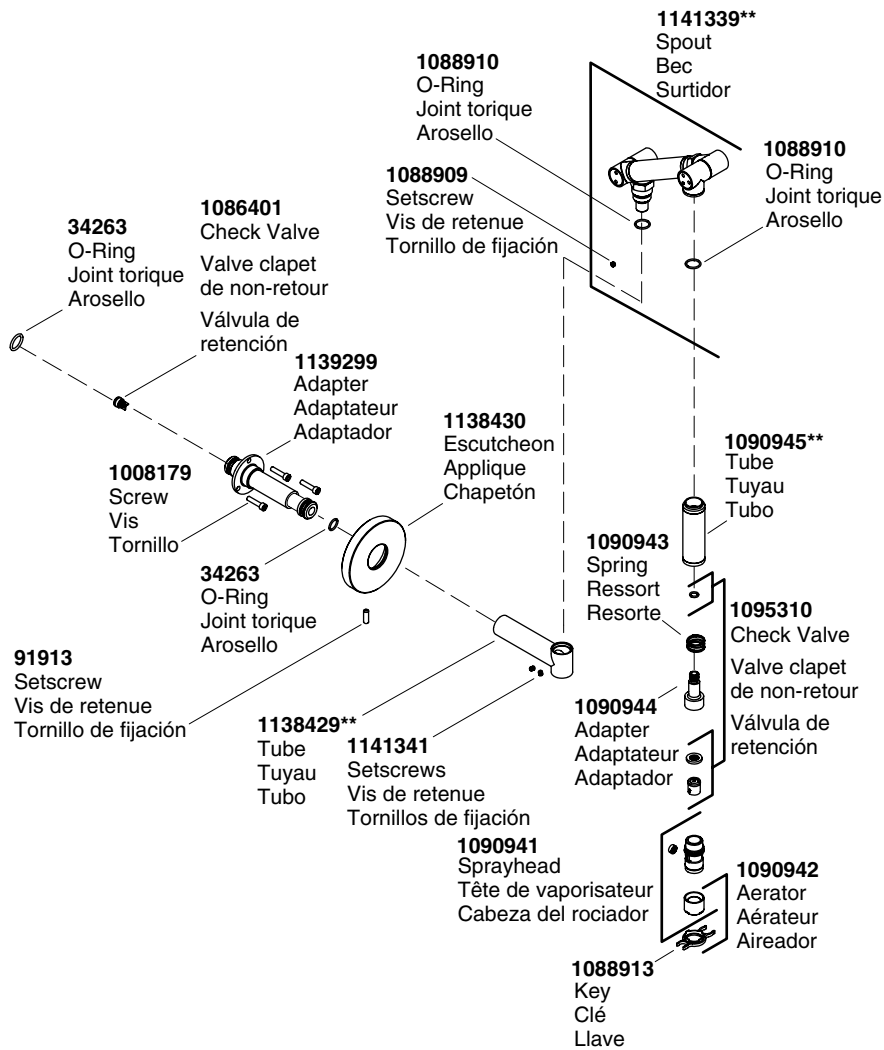 1141339**
Spout
Bec
Surtidor
1088910
O-Ring
Joint torique
Arosello
1088910
O-Ring
Joint torique
Arosello
1088909
Setscrew
Vis de retenue
Tornillo de fijación
1086401
Check Valve
Valve clapet
de non-retour
Válvula de
retención
34263
O-Ring
Joint torique
Arosello
1139299
Adapter
Adaptateur
Adaptador
1138430
Escutcheon
Applique
Chapetón
1090945**
Tube
Tuyau
Tubo
1008179
Screw
Vis
Tornillo
1090943
Spring
Ressort
Resorte
34263
O-Ring
Joint torique
Arosello
1095310
Check Valve
Valve clapet
de non-retour
Válvula de
retención
91913
Setscrew
Vis de retenue
Tornillo de fijación
1090944
Adapter
Adaptateur
Adaptador
1138429**
Tube
Tuyau
Tubo
1141341
Setscrews
Vis de retenue
Tornillos de fijación
1090941
Sprayhead
Tête de vaporisateur
Cabeza del rociador
1090942
Aerator
Aérateur
Aireador
1088913
Key
Clé
Llave